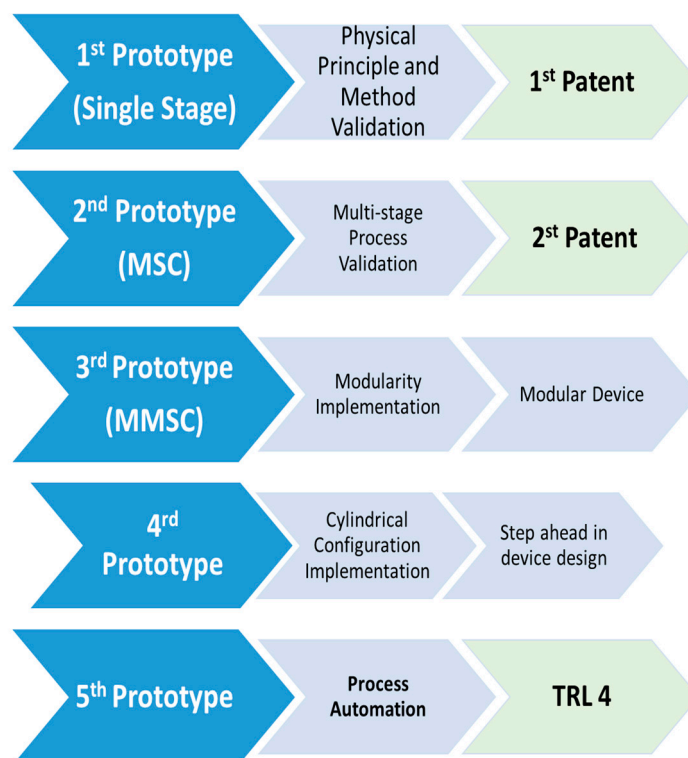 1st Prototype
(Single Stage)
Physical
Principle and
Method
Validation
1st Patent
2nd Prototype
(MSC)
Multi-stage
Process
Validation
2st Patent
3rd Prototype
(MMSC)
Modularity
Implementation
Modular Device
4rd
Prototype
Cylindrical
Configuration
Implementation
Step ahead in
device design
5th Prototype
Process
Automation
TRL 4